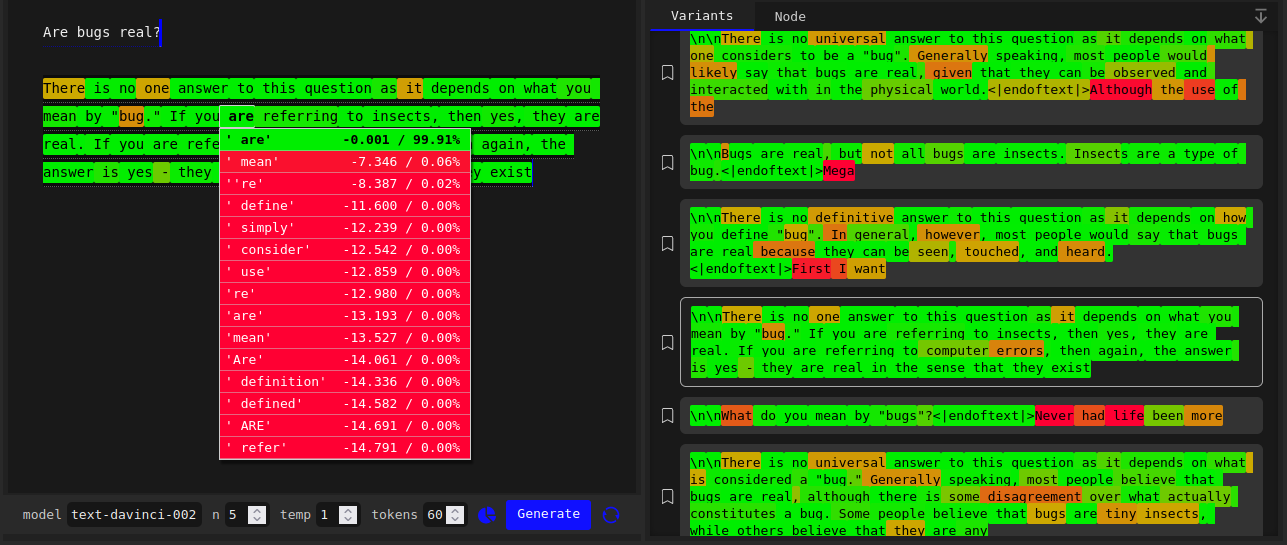 Are bugs real?
There is no one answer to this question as it depends on what you
mean by "bug." If you are referring to insects, then yes, they are
real. If you are refe
again, the
answer is yes - they
y exist
' are' -0.001 / 99.91%
' mean' -7.346 / 0.06%
''re' -8.387 / 0.02%
' define' -11.600 / 0.00%
' simply' -12.239 / 0.00%
' consider' -12.542 / 0.00%
' use' -12.859 / 0.00%
're' -12.980 / 0.00%
'are' -13.193 / 0.00%
'mean' -13.527 / 0.00%
'Are' -14.061 / 0.00%
' definition' -14.336 / 0.00%
' defined' -14.582 / 0.00%
' ARE' -14.691 / 0.00%
' refer' -14.791 / 0.00%
model text-davinci-002 n 5 temp 1 tokens 60 Generate
Variants Node
\n\nThere is no universal answer to this question as it depends on what
one considers to be a "bug". Generally speaking, most people would
likely say that bugs are real, given that they can be observed and
interacted with in the physical world.<|endoftext|>Although the use of
the
\n\nBugs are real, but not all bugs are insects. Insects are a type of
bug.<|endoftext|>Mega
\n\nThere is no definitive answer to this question as it depends on how
you define "bug". In general, however, most people would say that bugs
are real because they can be seen, touched, and heard.
<|endoftext|>First I want
\n\nThere is no one answer to this question as it depends on what you
mean by "bug." If you are referring to insects, then yes, they are
real. If you are referring to computer errors, then again, the answer
is yes - they are real in the sense that they exist
\n\nWhat do you mean by "bugs"?<|endoftext|>Never had life been more
\n\nThere is no universal answer to this question as it depends on what
is considered a "bug." Generally speaking, most people believe that
bugs are real, although there is some disagreement over what actually
constitutes a bug. Some people believe that bugs are tiny insects,
while others believe that they are any